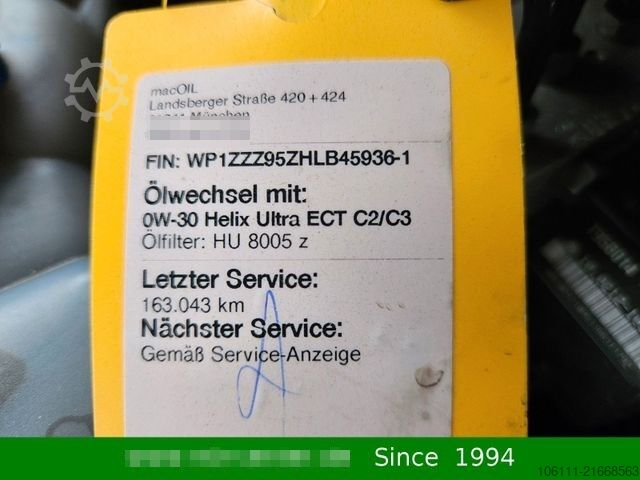 macOIL
Landsberger Straße 420 + 424
München
FIN: WP1ZZZ95ZHLB45936-1
Ölwechsel mit:
0W-30 Helix Ultra ECT C2/C3
Ölfilter: HU 8005 z
Letzter Service:
163.043 km
Nächster Service:
Gemäß Service-Anzeige
Since 1994
106111-21668563